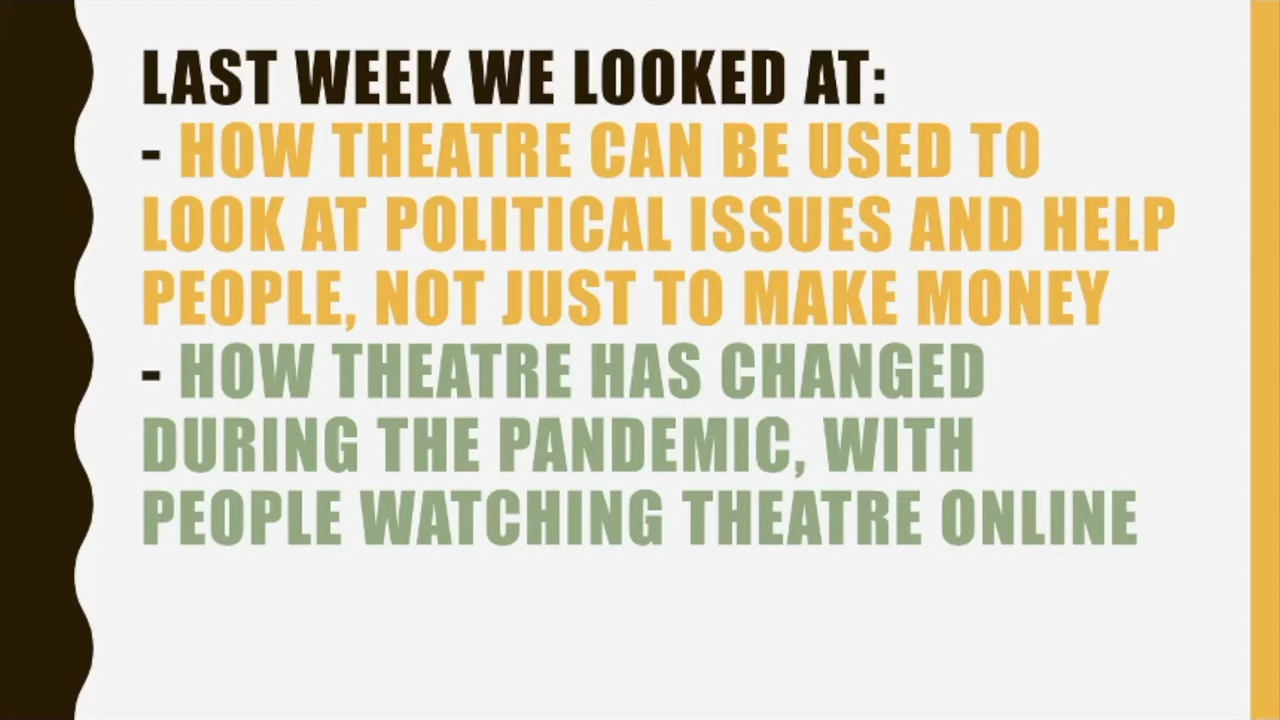 LAST WEEK WE LOOKED AT:
- HOW THEATRE CAN BE USED TO
LOOK AT POLITICAL ISSUES AND HELP
PEOPLE, NOT JUST TO MAKE MONEY
- HOW THEATRE HAS CHANGED
DURING THE PANDEMIC, WITH
PEOPLE WATCHING THEATRE ONLINE